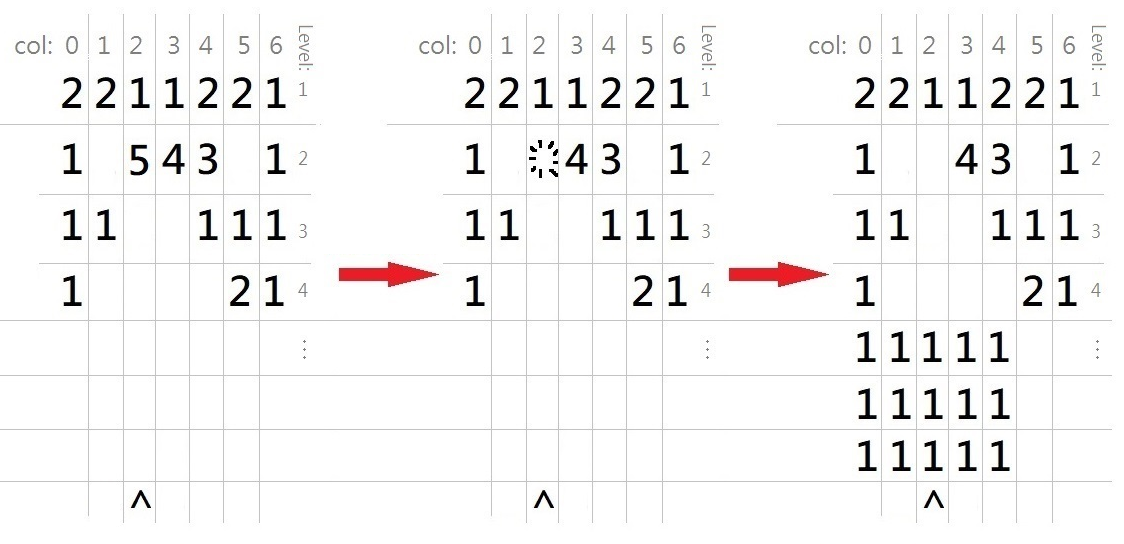 col: 0 1 2 3 4 5 6 Level: col: 0 1 2 3 4 5 6 Level: col: 0 1 2 3 4 5 6 Level:
2 2 1 1 2 2 1 1 2 2 1 1 2 2 1 1 2 2 1 1 2 2 1 1
1 5 4 3 1 2 1 4 3 1 2 1 4 3 1 2
1 1 1 1 1 3 1 1 1 1 1 3 1 1 1 1 1 3
1 2 1 4 1 2 1 4 1 2 1 4
⋮ ⋮ 1 1 1 1 1 ⋮
1 1 1 1 1
1 1 1 1 1
^ ^ ^